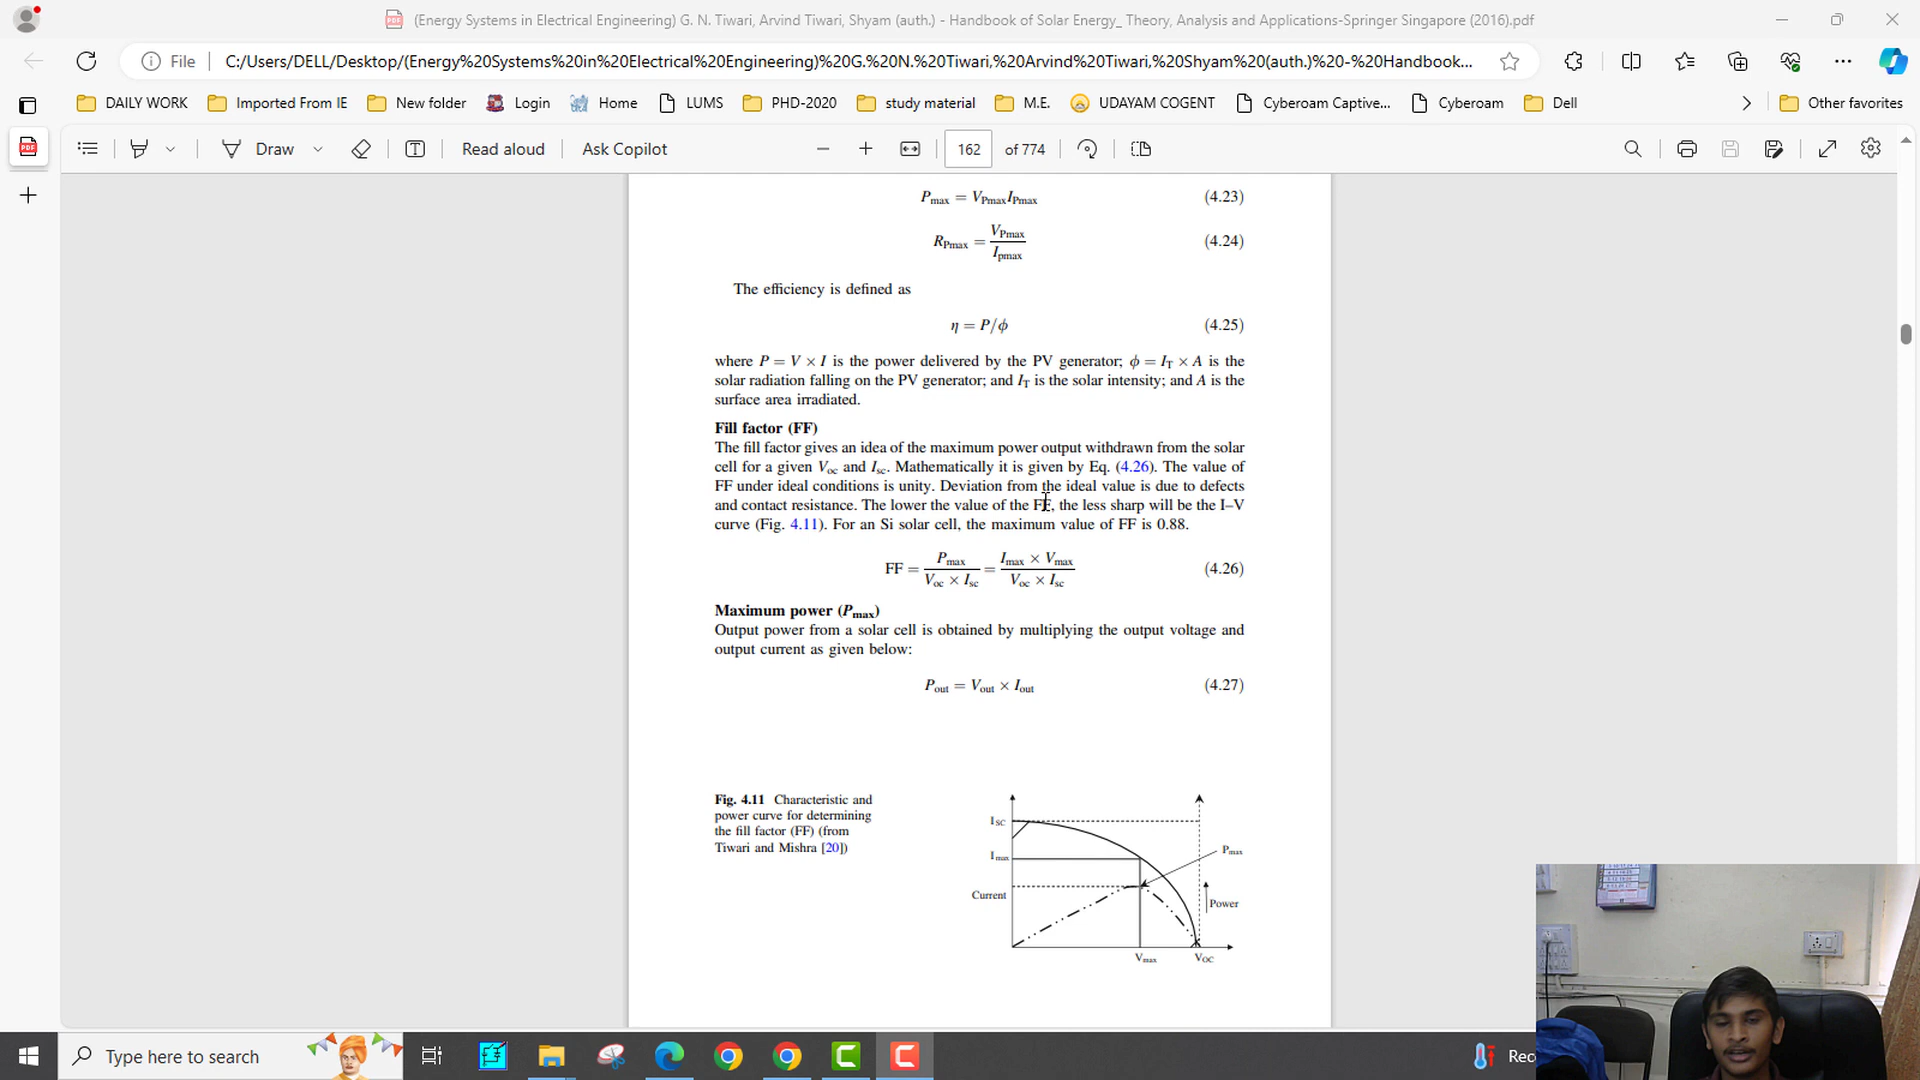 (Energy Systems in Electrical Engineering) G. N. Tiwari, Arvind Tiwari, Shyam (auth.) - Handbook of Solar Energy_ Theory, Analysis and Applications-Springer Singapore (2016).pdf
File C:/Users/DELL/Desktop/(Energy%20Systems%20in%20Electrical%20Engineering)%20G.%20N.%20Tiwari,%20Arvind%20Tiwari,%20Shyam%20(auth.)%20-%20Handbook...
DAILY WORK Imported From IE New folder Login Home LUMS PHD-2020 study material M.E. UDAYAM COGENT Cyberoam Captive... Cyberoam Dell Other favorites
Draw Read aloud Ask Copilot 162 of 774
Pmax = VPmaxIPmax (4.23)
RPmax = VPmax / Ipmax (4.24)
The efficiency is defined as
η = P/ϕ (4.25)
where P = V × I is the power delivered by the PV generator; ϕ = IT × A is the
solar radiation falling on the PV generator; and IT is the solar intensity; and A is the
surface area irradiated.
Fill factor (FF)
The fill factor gives an idea of the maximum power output withdrawn from the solar
cell for a given Voc and Isc. Mathematically it is given by Eq. (4.26). The value of
FF under ideal conditions is unity. Deviation from the ideal value is due to defects
and contact resistance. The lower the value of the FF, the less sharp will be the I–V
curve (Fig. 4.11). For an Si solar cell, the maximum value of FF is 0.88.
FF = Pmax / Voc × Isc = Imax × Vmax / Voc × Isc (4.26)
Maximum power (Pmax)
Output power from a solar cell is obtained by multiplying the output voltage and
output current as given below:
Pout = Vout × Iout (4.27)
Fig. 4.11 Characteristic and
power curve for determining
the fill factor (FF) (from
Tiwari and Mishra [20])
ISC
Imax
Current
Pmax
Power
Vmax
VOC
Type here to search
Rec